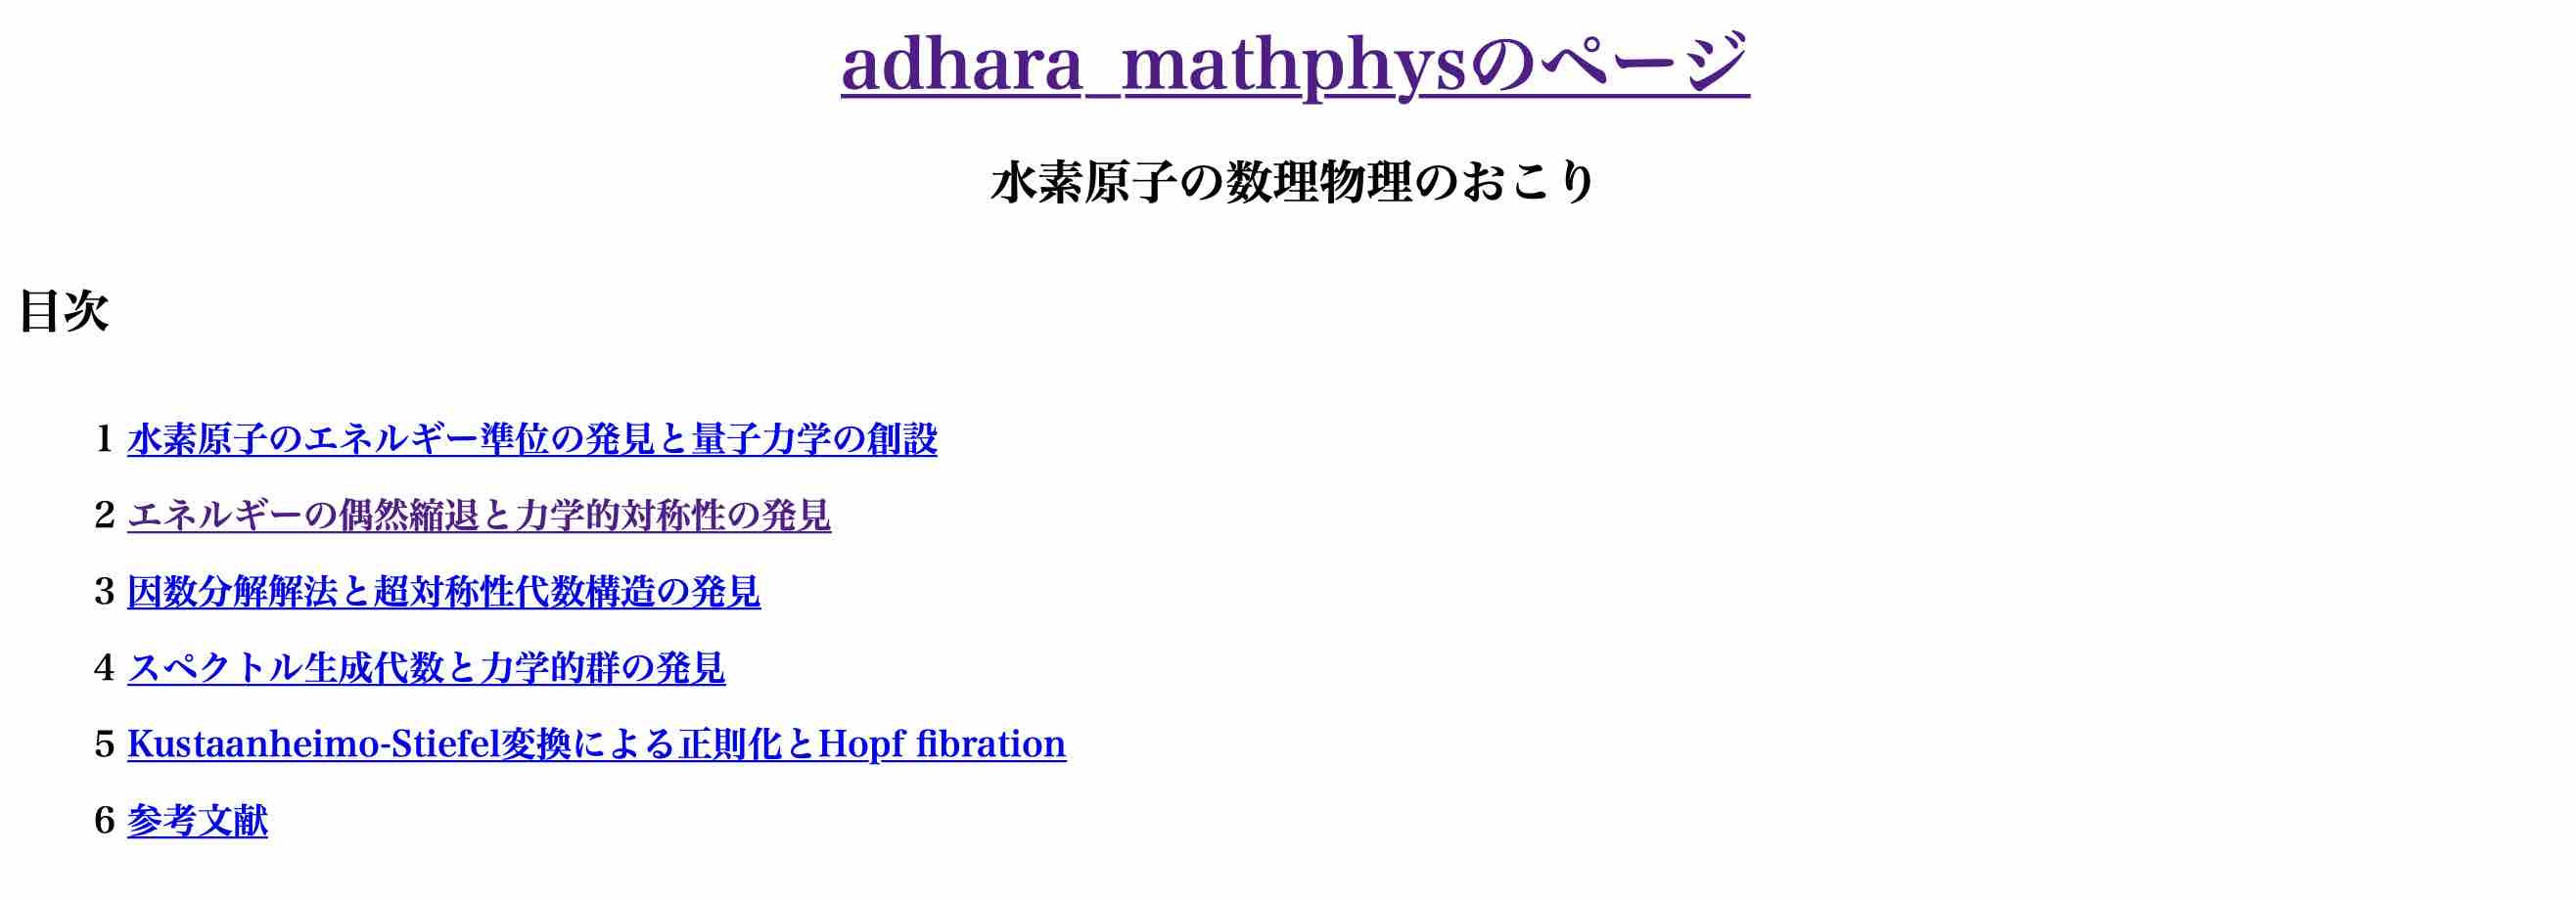 adhara_mathphysのページ
水素原子の数理物理のおこり
目次
1 水素原子のエネルギー準位の発見と量子力学の創設
2 エネルギーの偶然縮退と力学的対称性の発見
3 因数分解解法と超対称性代数構造の発見
4 スペクトル生成代数と力学的群の発見
5 Kustaanheimo-Stiefel変換による正則化とHopf fibration
6 参考文献